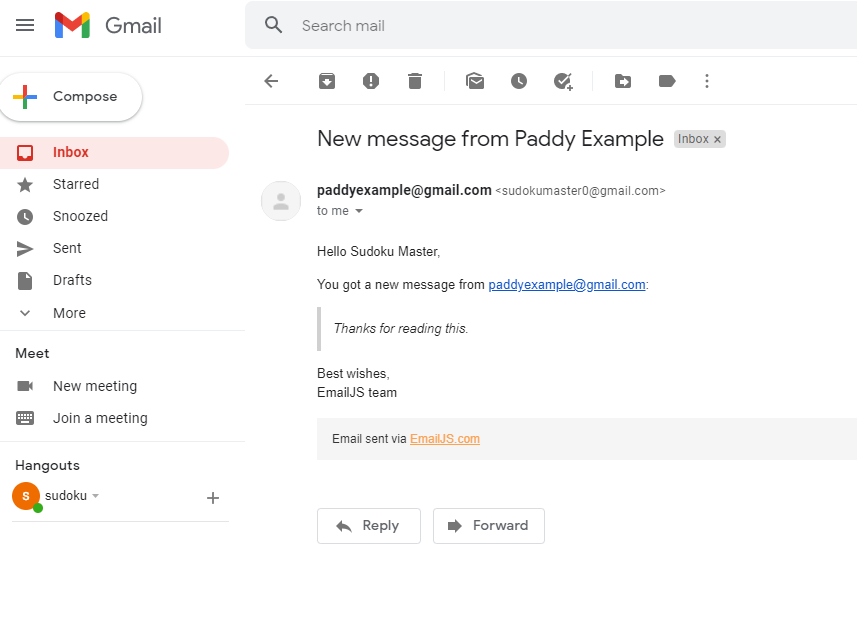 Gmail
Search mail
Compose
Inbox
Starred
Snoozed
Sent
Drafts
More
Meet
New meeting
Join a meeting
Hangouts
S sudoku
New message from Paddy Example Inbox x
paddyexample@gmail.com <sudokumaster0@gmail.com>
to me
Hello Sudoku Master,
You got a new message from paddyexample@gmail.com:
Thanks for reading this.
Best wishes,
EmailJS team
Email sent via EmailJS.com
Reply Forward